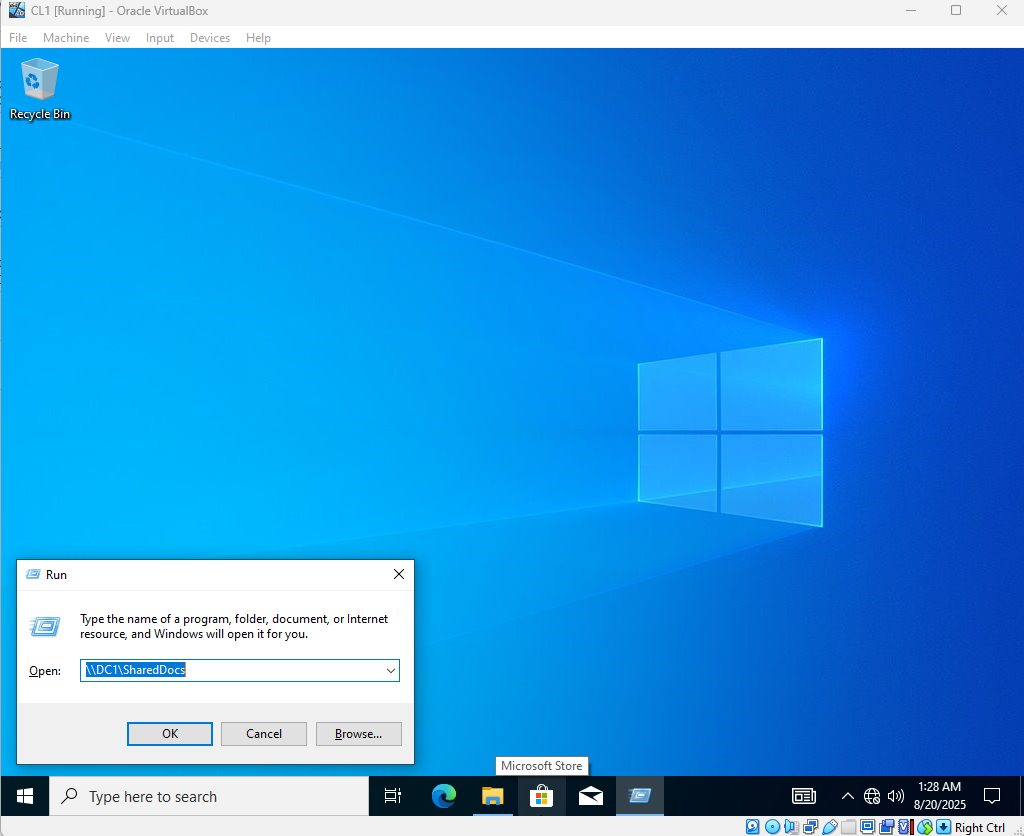 CL1 [Running] - Oracle VirtualBox
File Machine View Input Devices Help
Recycle Bin
Run
Type the name of a program, folder, document, or Internet
resource, and Windows will open it for you.
Open: \\DC1\SharedDocs
OK Cancel Browse...
Microsoft Store
Type here to search
1:28 AM
8/20/2025
Right Ctrl